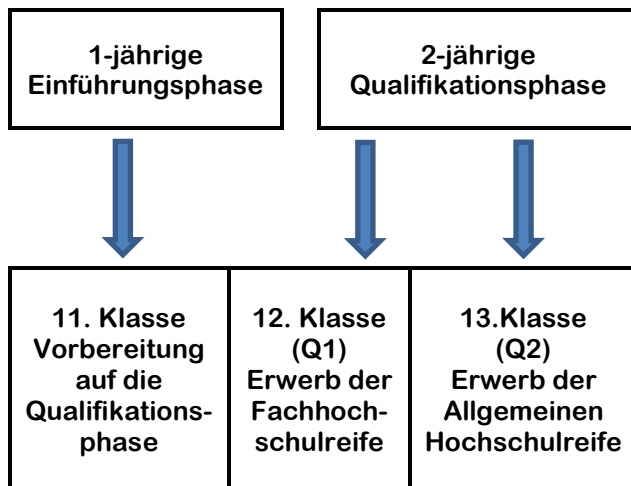 1-jährige
Einführungsphase
2-jährige
Qualifikationsphase
11. Klasse
Vorbereitung
auf die
Qualifikations-
phase
12. Klasse
(Q1)
Erwerb der
Fachhoch-
schulreife
13.Klasse
(Q2)
Erwerb der
Allgemeinen
Hochschulreife